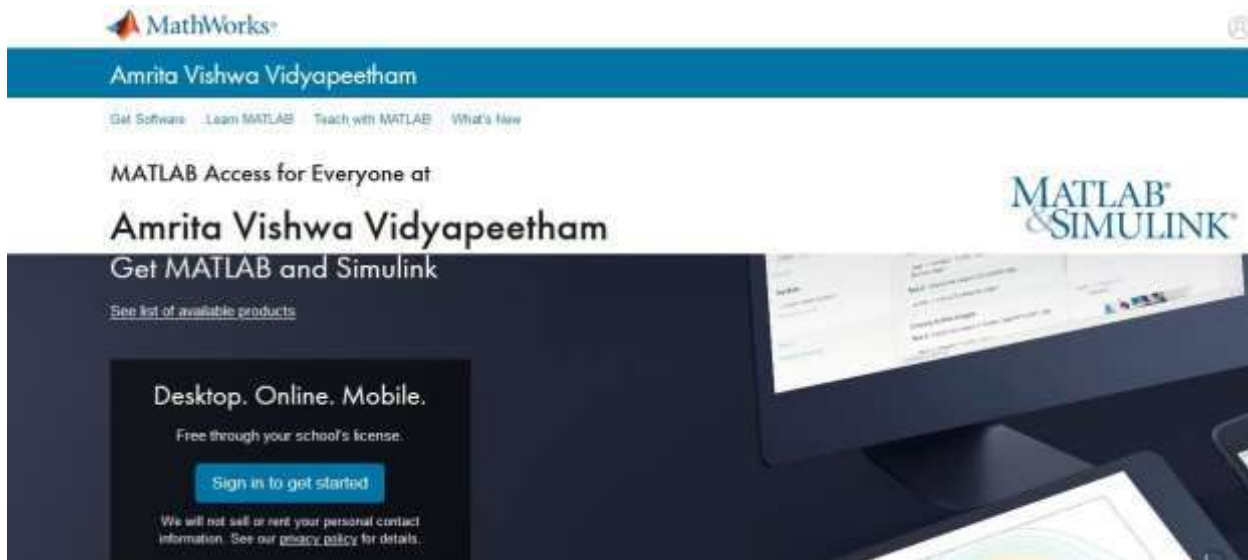 MathWorks®
Amrita Vishwa Vidyapeetham
Get Software Learn MATLAB Teach with MATLAB What's New
MATLAB Access for Everyone at
Amrita Vishwa Vidyapeetham
MATLAB®
&SIMULINK®
Get MATLAB and Simulink
See list of available products
Desktop. Online. Mobile.
Free through your school's license.
Sign in to get started
We will not sell or rent your personal contact
information. See our privacy policy for details.